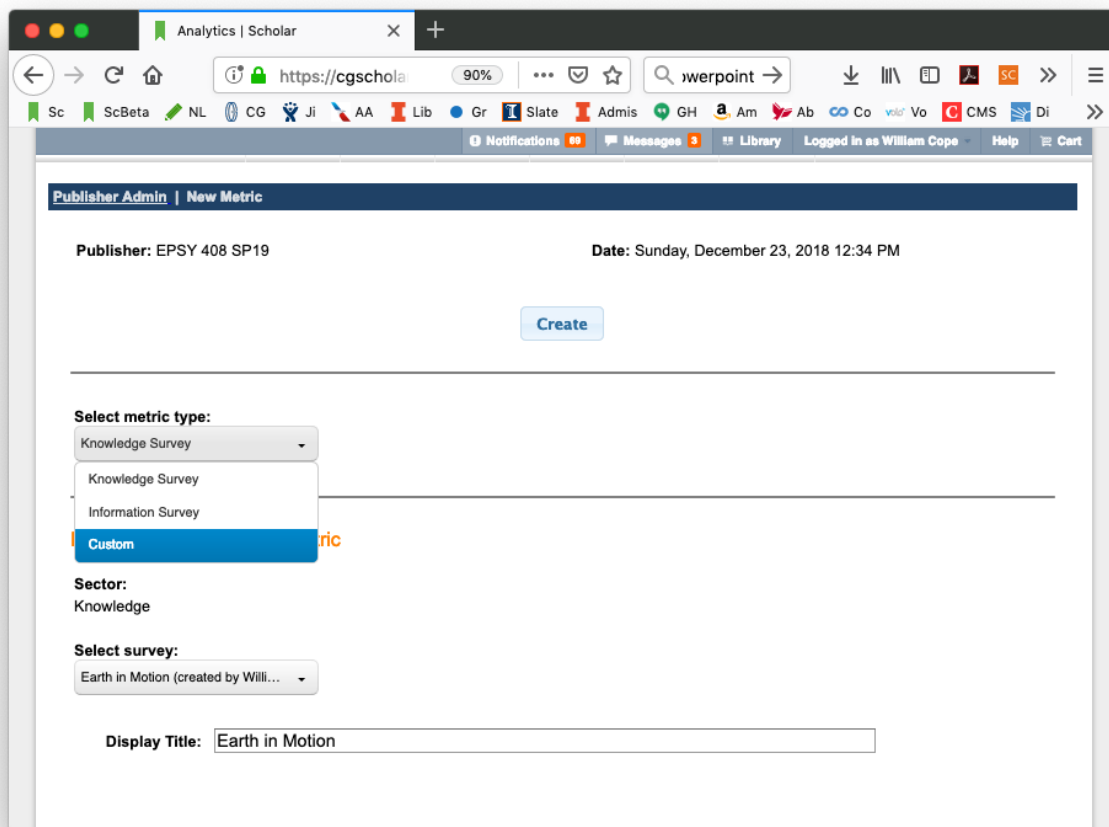 Analytics | Scholar
https://cgschola 90% werpoint
Sc ScBeta NL CG Ji AA Lib Gr Slate Admis GH Am Ab Co Vo CMS Di
Notifications 69 Messages 3 Library Logged in as William Cope Help Cart
Publisher Admin | New Metric
Publisher: EPSY 408 SP19 Date: Sunday, December 23, 2018 12:34 PM
Create
Select metric type:
Knowledge Survey
Knowledge Survey
Information Survey
Custom
tric
Sector:
Knowledge
Select survey:
Earth in Motion (created by Willi...
Display Title: Earth in Motion